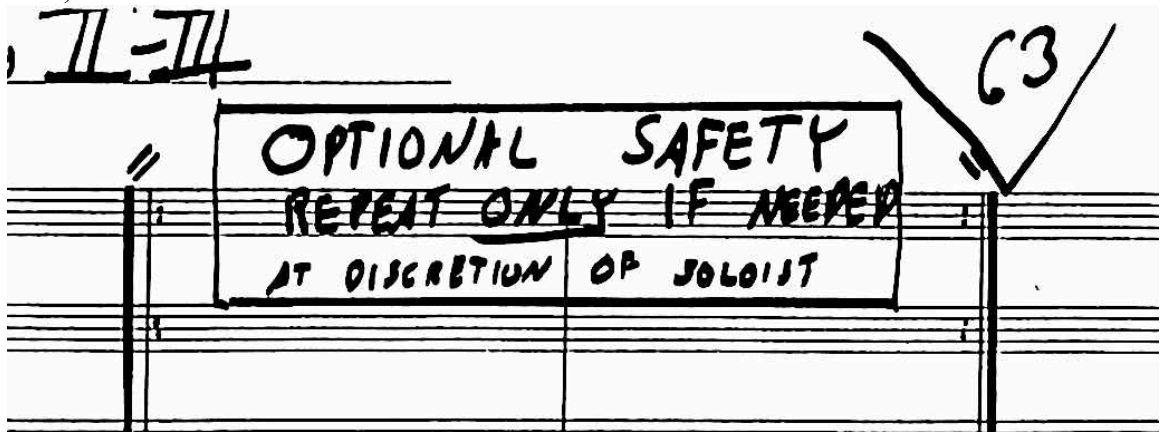 II-III
63
OPTIONAL SAFETY
REPEAT ONLY IF NEEDED
AT DISCRETION OF SOLOIST